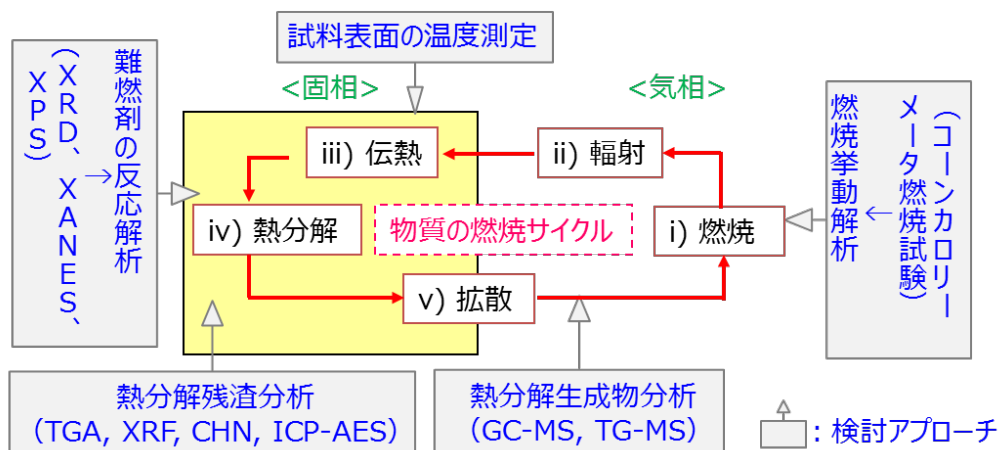 試料表面の温度測定
<固相>
<気相>
難燃剤の反応解析
→
(XRD、XANES、
XPS)
iii) 伝熱
ii) 輻射
iv) 熱分解
物質の燃焼サイクル
i) 燃焼
v) 拡散
(コーンカロリー
メータ燃焼試験)
→
燃焼挙動解析
熱分解残渣分析
(TGA, XRF, CHN, ICP-AES)
熱分解生成物分析
(GC-MS, TG-MS)
: 検討アプローチ